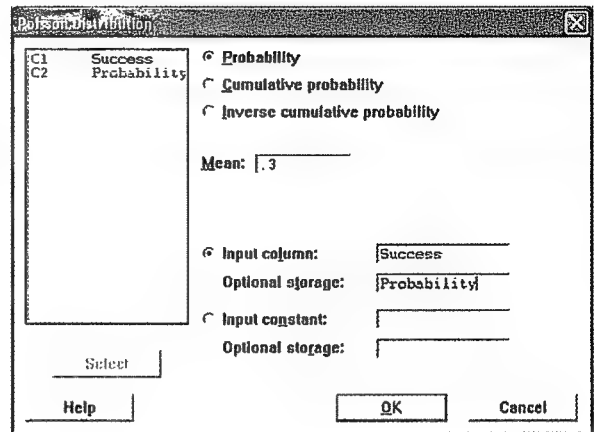 Poisson Distribution
C1 Success
C2 Probability
Probability
Cumulative probability
Inverse cumulative probability
Mean: .3
Input column: Success
Optional storage: Probability
Input constant:
Optional storage:
Select
Help
OK
Cancel